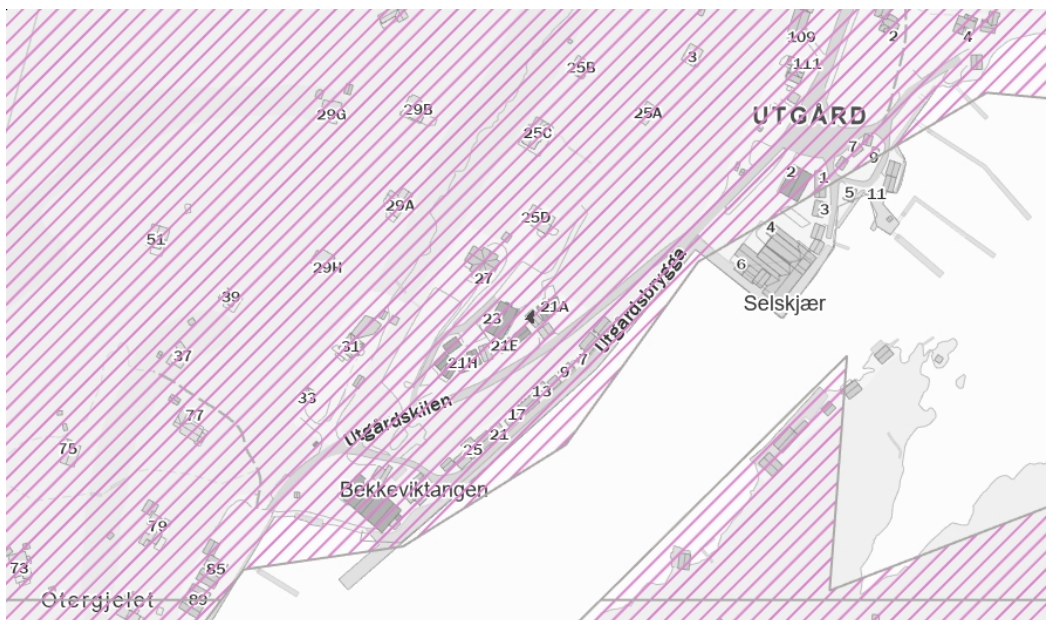 109
2
4
3
25B
111
29G
29B
25A
UTGÅRD
25C
7
9
2
1
5
11
29A
3
25D
4
51
29H
6
27
39
Selskjær
21A
23
Utgårdsbrygga
31
21E
37
21H
7
9
13
33
77
17
Utgårdskilen
21
75
25
Bekkeviktangen
79
73
85
89
Otergjelet